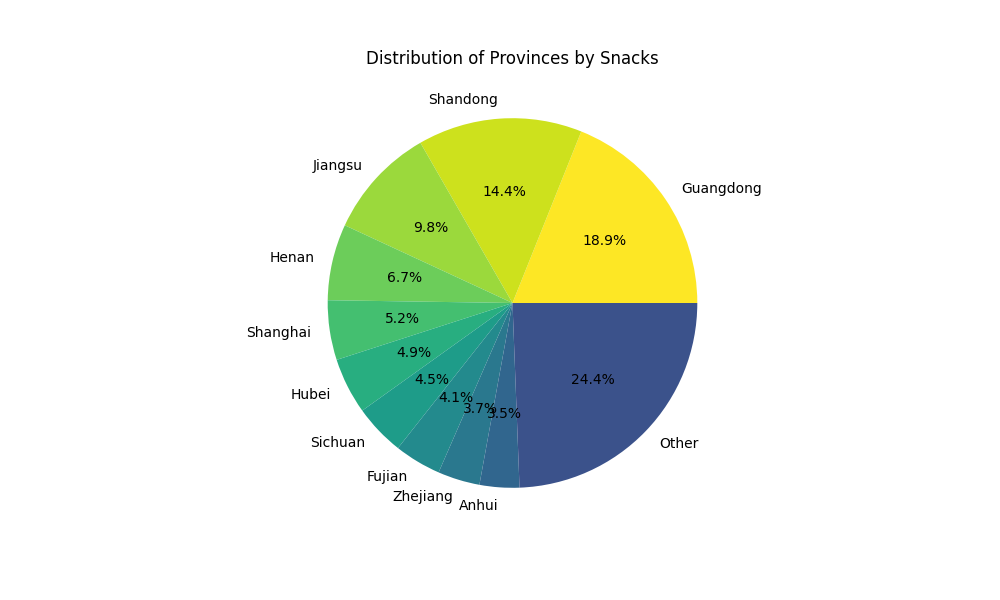 Distribution of Provinces by Snacks
Shandong
Guangdong
Jiangsu
Henan
Shanghai
Hubei
Sichuan
Fujian
Zhejiang
Anhui
Other
14.4%
18.9%
9.8%
6.7%
5.2%
4.9%
4.5%
4.1%
3.7%
3.5%
24.4%